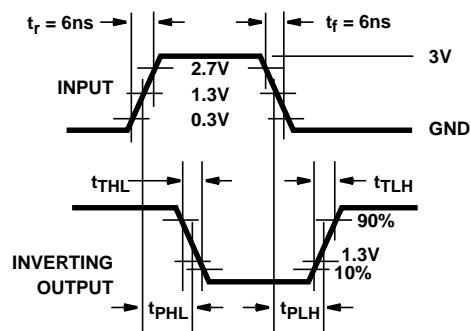 tr = 6ns
tf = 6ns
3V
2.7V
INPUT
1.3V
0.3V
GND
tTHL
tTLH
90%
1.3V
INVERTING
OUTPUT
10%
tPHL
tPLH